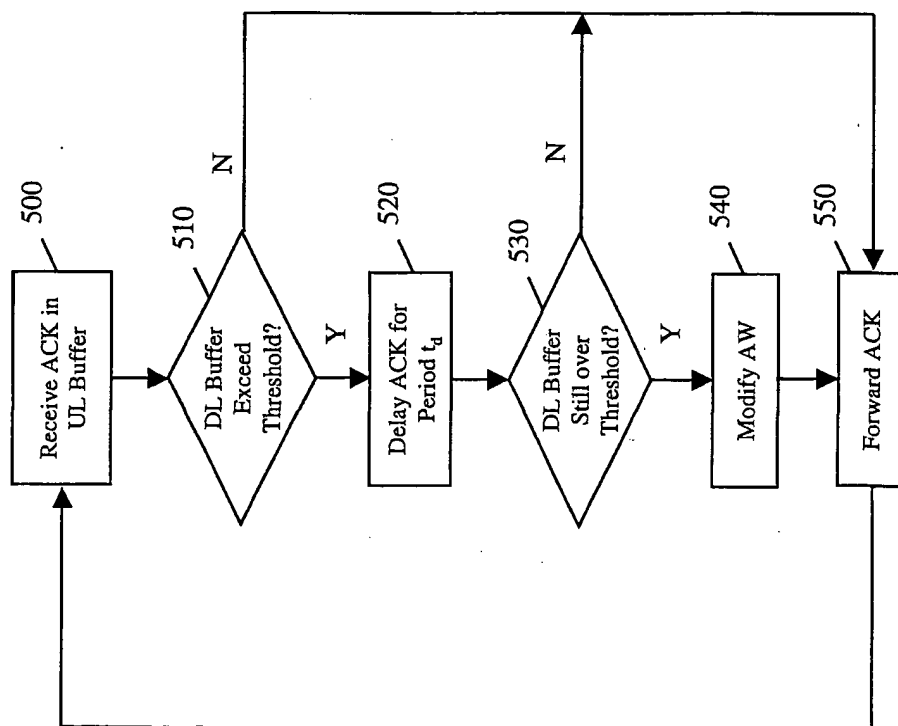 500
Receive ACK in
UL Buffer
510
N
DL Buffer
Exceed
Threshold?
Y
520
Delay ACK for
Period td
530
N
DL Buffer
Still over
Threshold?
Y
540
Modify AW
550
Forward ACK